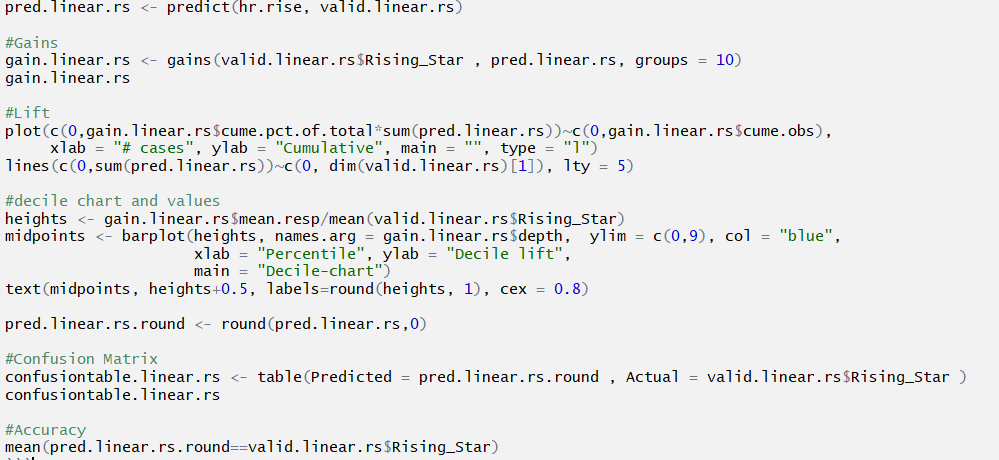 pred.linear.rs <- predict(hr.rise, valid.linear.rs)
#Gains
gain.linear.rs <- gains(valid.linear.rs$Rising_Star , pred.linear.rs, groups = 10)
gain.linear.rs
#Lift
plot(c(0,gain.linear.rs$cume.pct.of.total*sum(pred.linear.rs))~c(0,gain.linear.rs$cume.obs),
xlab = "# cases", ylab = "Cumulative", main = "", type = "l")
lines(c(0,sum(pred.linear.rs))~c(0, dim(valid.linear.rs)[1]), lty = 5)
#decile chart and values
heights <- gain.linear.rs$mean.resp/mean(valid.linear.rs$Rising_Star)
midpoints <- barplot(heights, names.arg = gain.linear.rs$depth,  ylim = c(0,9), col = "blue",
xlab = "Percentile", ylab = "Decile lift",
main = "Decile-chart")
text(midpoints, heights+0.5, labels=round(heights, 1), cex = 0.8)
pred.linear.rs.round <- round(pred.linear.rs,0)
#Confusion Matrix
confusiontable.linear.rs <- table(Predicted = pred.linear.rs.round , Actual = valid.linear.rs$Rising_Star )
confusiontable.linear.rs
#Accuracy
mean(pred.linear.rs.round==valid.linear.rs$Rising_Star)